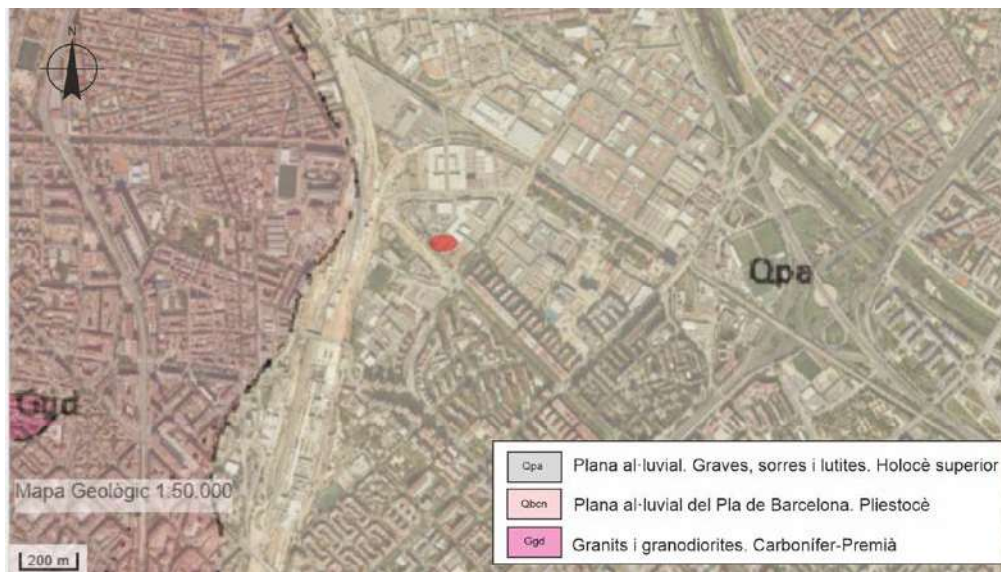 N
Qpa
Ggd
Mapa Geològic 1:50.000
200 m
Qpa Plana al·luvial. Graves, sorres i lutites. Holocè superior
Qbcn Plana al·luvial del Pla de Barcelona. Pliestocè
Ggd Granits i granodiorites. Carbonífer-Premià